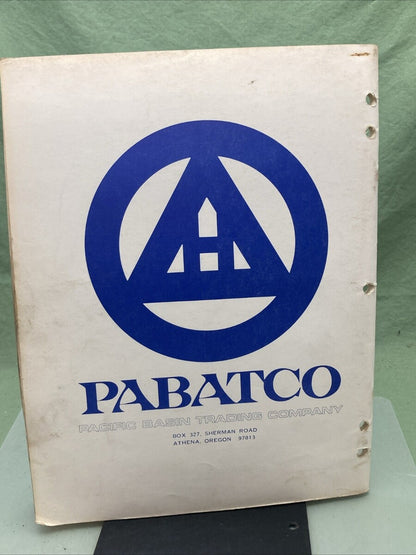 PABATCO
PACIFIC BASIN TRADING COMPANY
BOX 327, SHERMAN ROAD
ATHENA, OREGON 97813